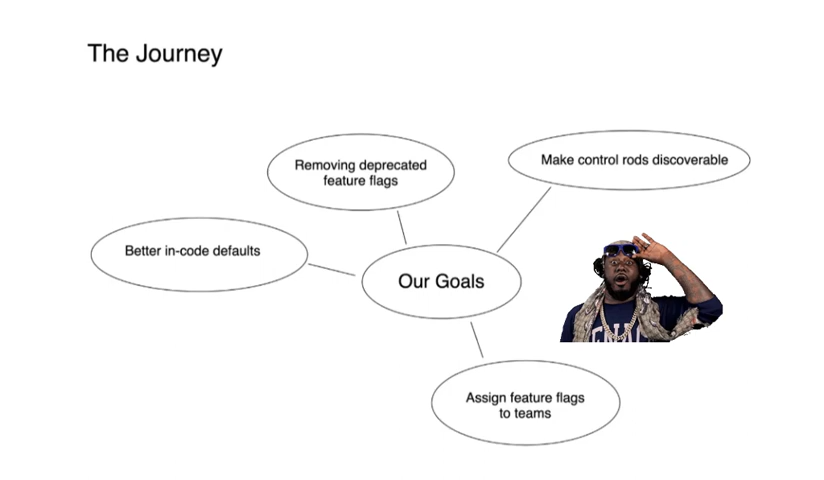 The Journey
Removing deprecated
feature flags
Make control rods discoverable
Better in-code defaults
Our Goals
Assign feature flags
to teams